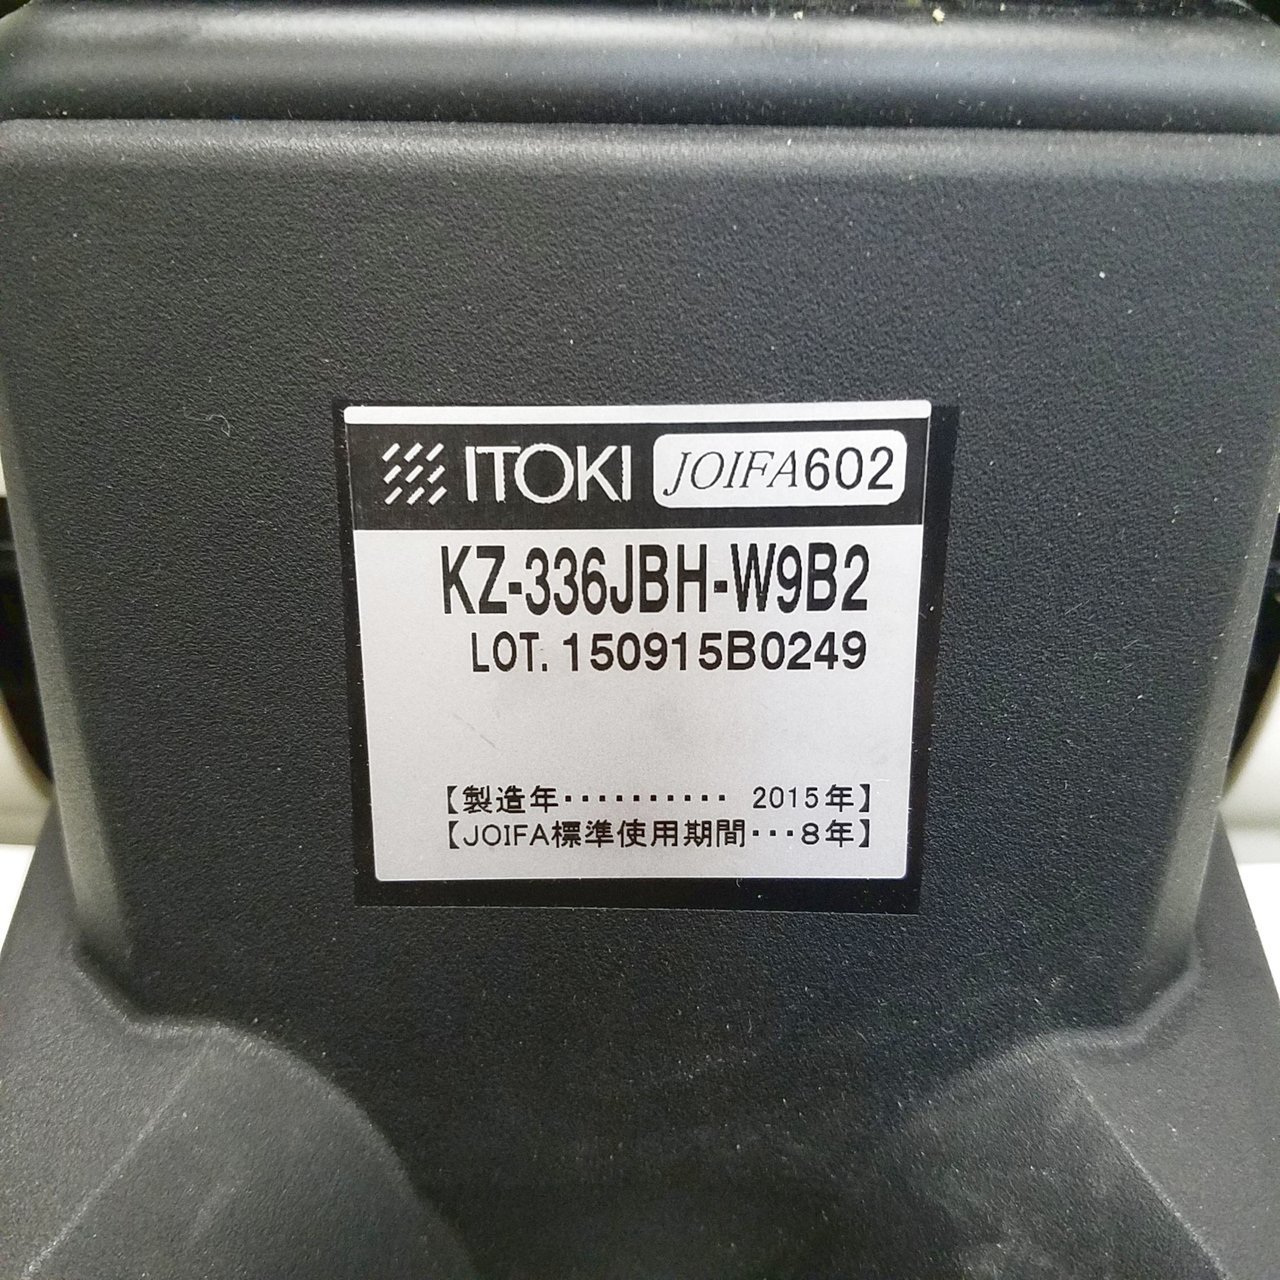 ITOKI JOIFA602
KZ-336JBH-W9B2
LOT. 150915B0249
【製造年・・・・・・・・・・ 2015年】
【JOIFA標準使用期間・・・8年】